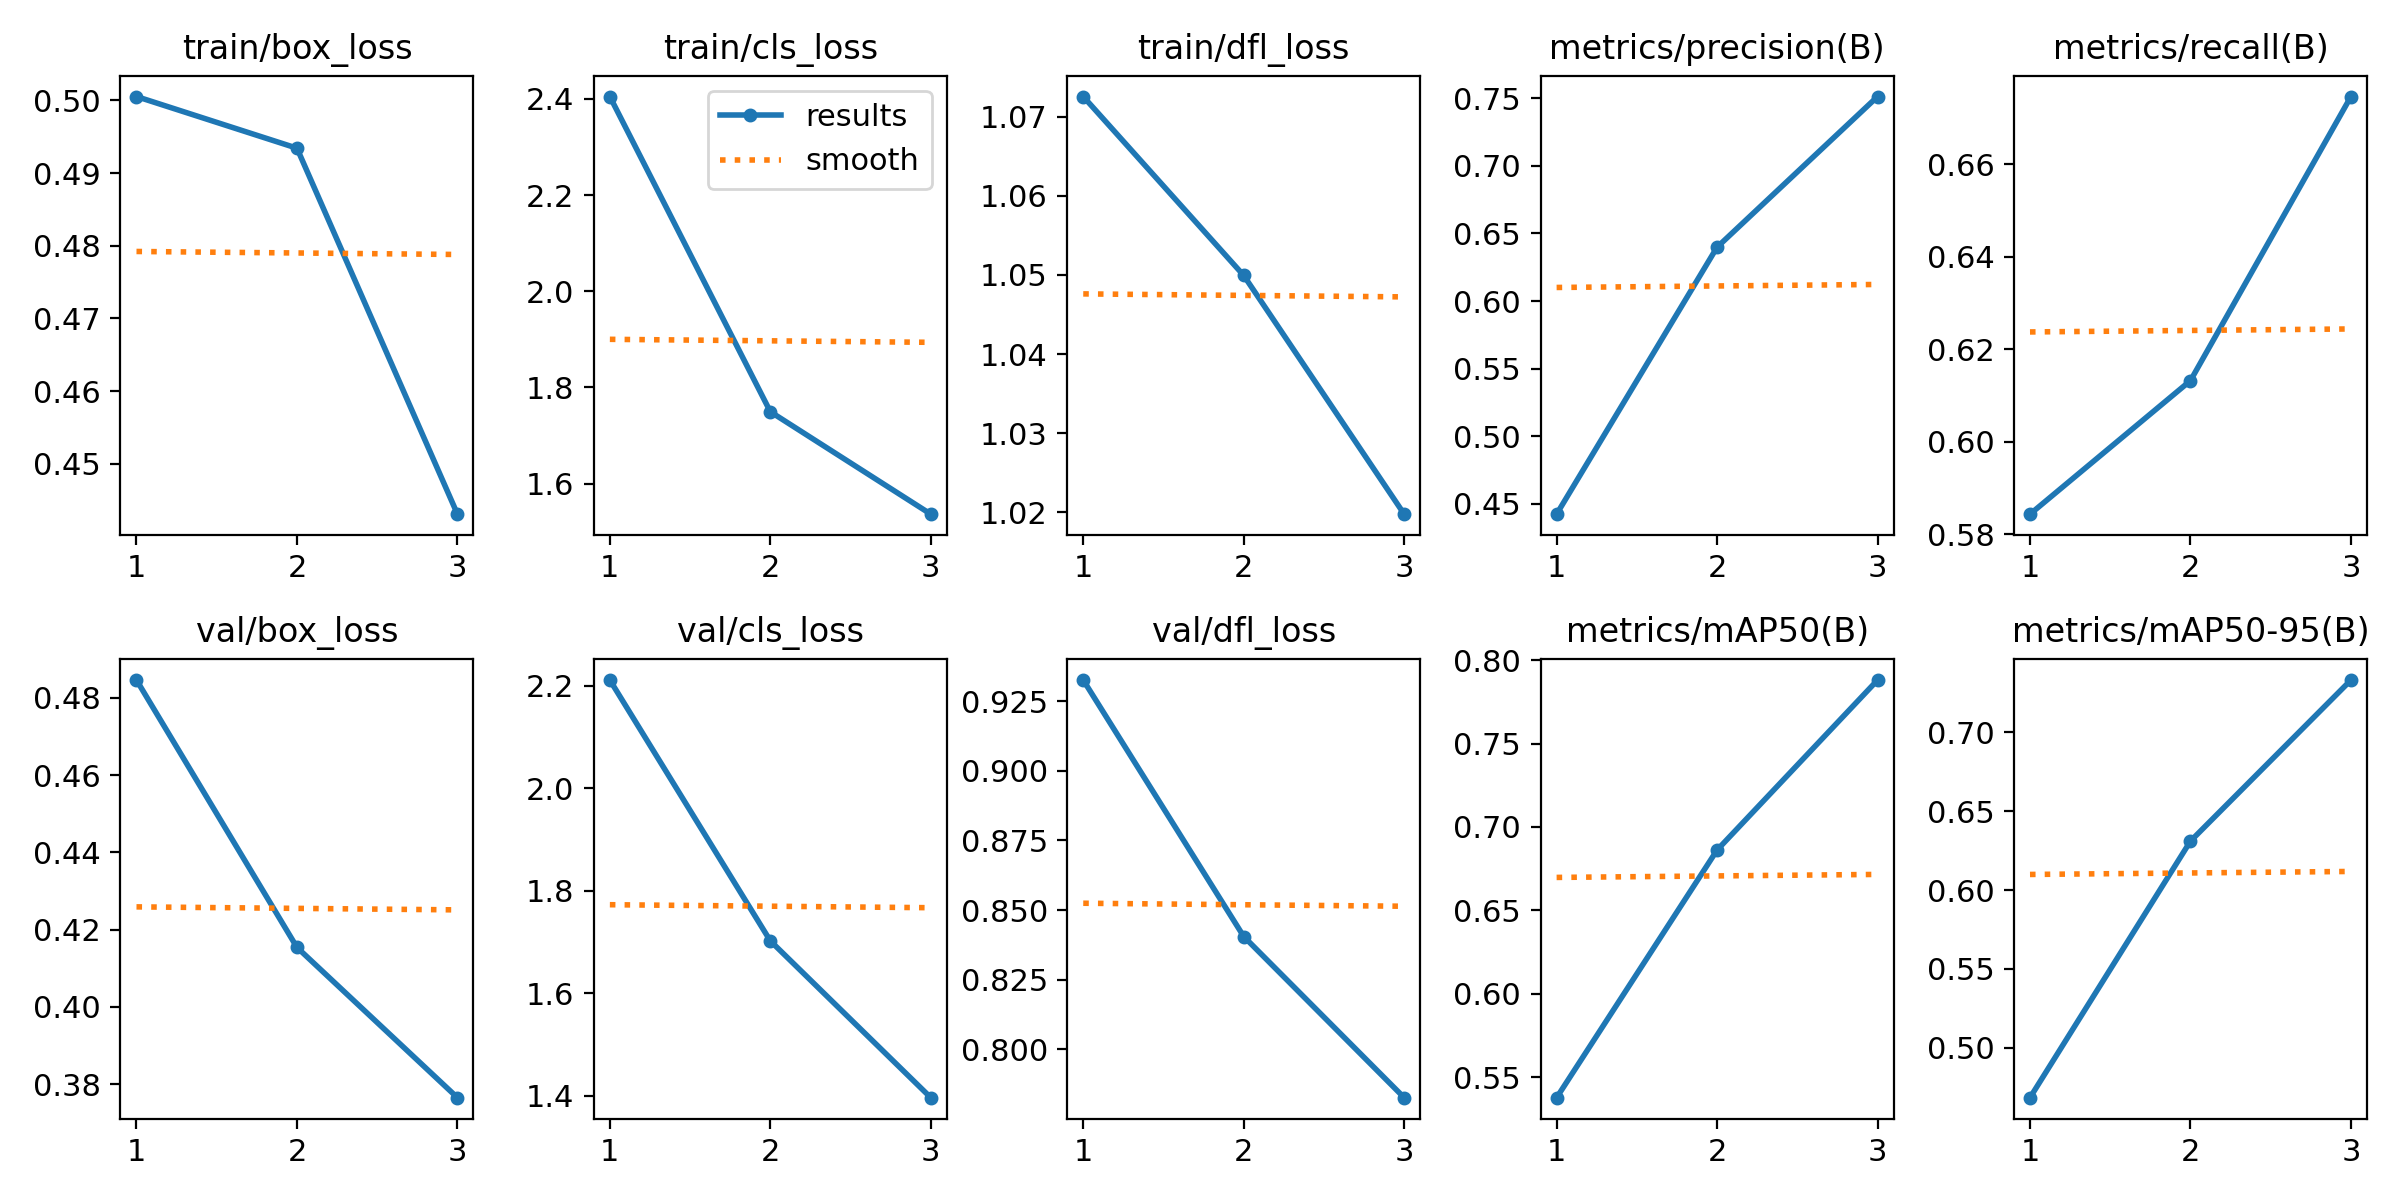 train/box_loss
0.50
0.49
0.48
0.47
0.46
0.45
1 2 3
train/cls_loss
results
smooth
2.4
2.2
2.0
1.8
1.6
1 2 3
train/dfl_loss
1.07
1.06
1.05
1.04
1.03
1.02
1 2 3
metrics/precision(B)
0.75
0.70
0.65
0.60
0.55
0.50
0.45
1 2 3
metrics/recall(B)
0.66
0.64
0.62
0.60
0.58
1 2 3
val/box_loss
0.48
0.46
0.44
0.42
0.40
0.38
1 2 3
val/cls_loss
2.2
2.0
1.8
1.6
1.4
1 2 3
val/dfl_loss
0.925
0.900
0.875
0.850
0.825
0.800
1 2 3
metrics/mAP50(B)
0.80
0.75
0.70
0.65
0.60
0.55
1 2 3
metrics/mAP50-95(B)
0.70
0.65
0.60
0.55
0.50
1 2 3